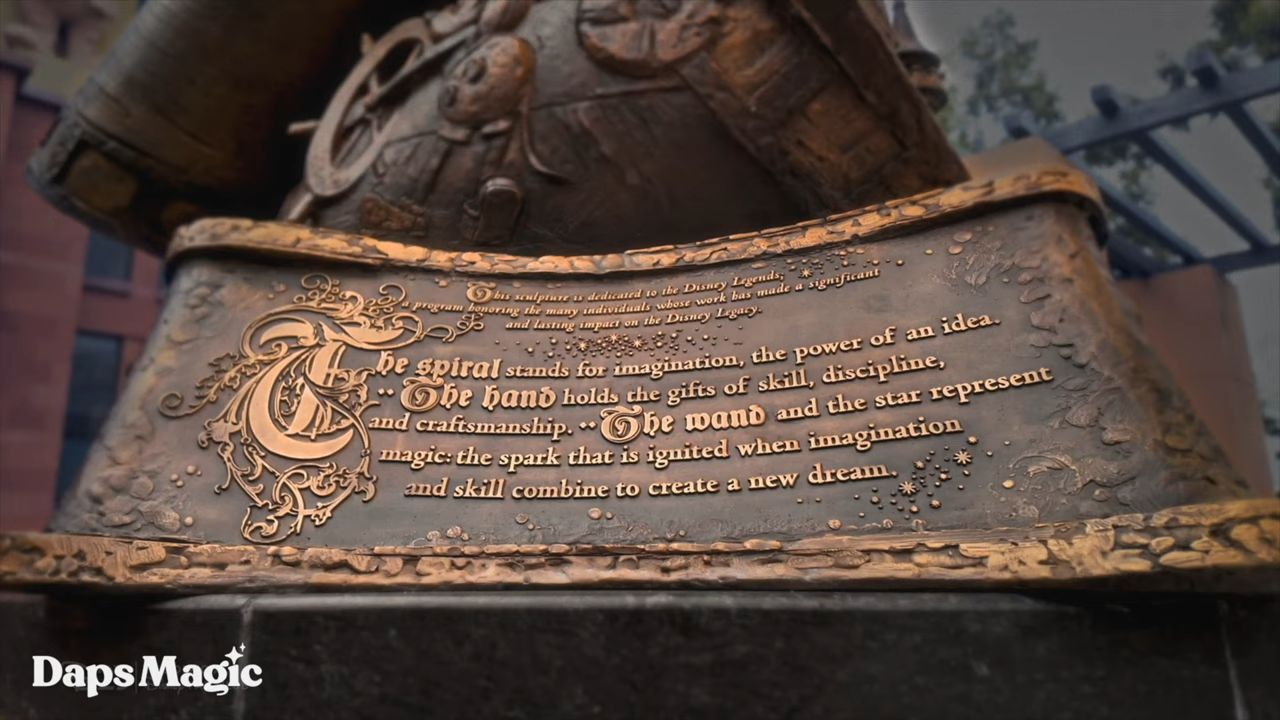 This sculpture is dedicated to the Disney Legends,
a program honoring the many individuals whose work has made a significant
and lasting impact on the Disney Legacy.
The spiral stands for imagination, the power of an idea.
·· The hand holds the gifts of skill, discipline,
and craftsmanship. ·· The wand and the star represent
magic: the spark that is ignited when imagination
and skill combine to create a new dream.
Daps Magic